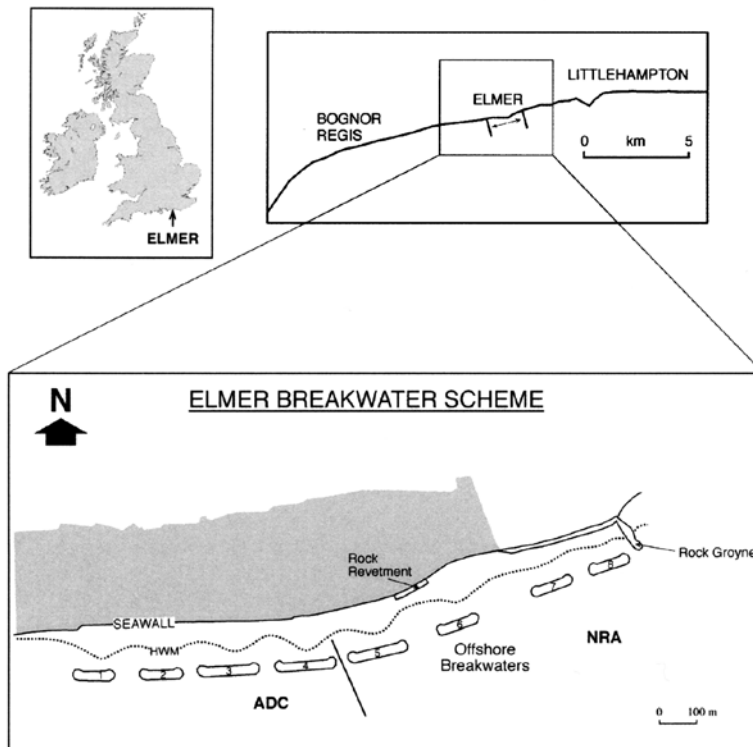 ELMER
LITTLEHAMPTON
ELMER
BOGNOR
REGIS
0 km 5
N
ELMER BREAKWATER SCHEME
Rock
Revetment
Rock Groyne
SEAWALL
HWM
1
2
3
4
5
6
7
8
Offshore
Breakwaters
NRA
ADC
0 100 m